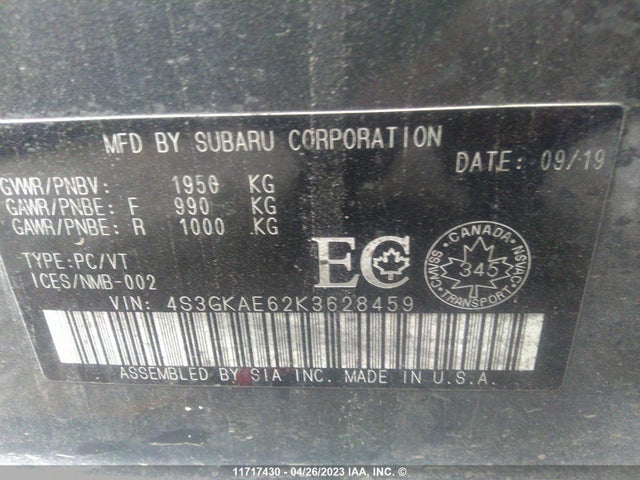 MFD BY SUBARU CORPORATION
DATE: 09/19
GVWR/PNBV: 1950 KG
GAWR/PNBE: F 990 KG
GAWR/PNBE: R 1000 KG
TYPE:PC/VT
ICES/NMB-002
EC
CANADA
CMVSS 345 NSVAC
TRANSPORT
VIN: 4S3GKAE62K3628459
ASSEMBLED BY SIA INC. MADE IN U.S.A.
11717430 - 04/26/2023 IAA, INC. ©